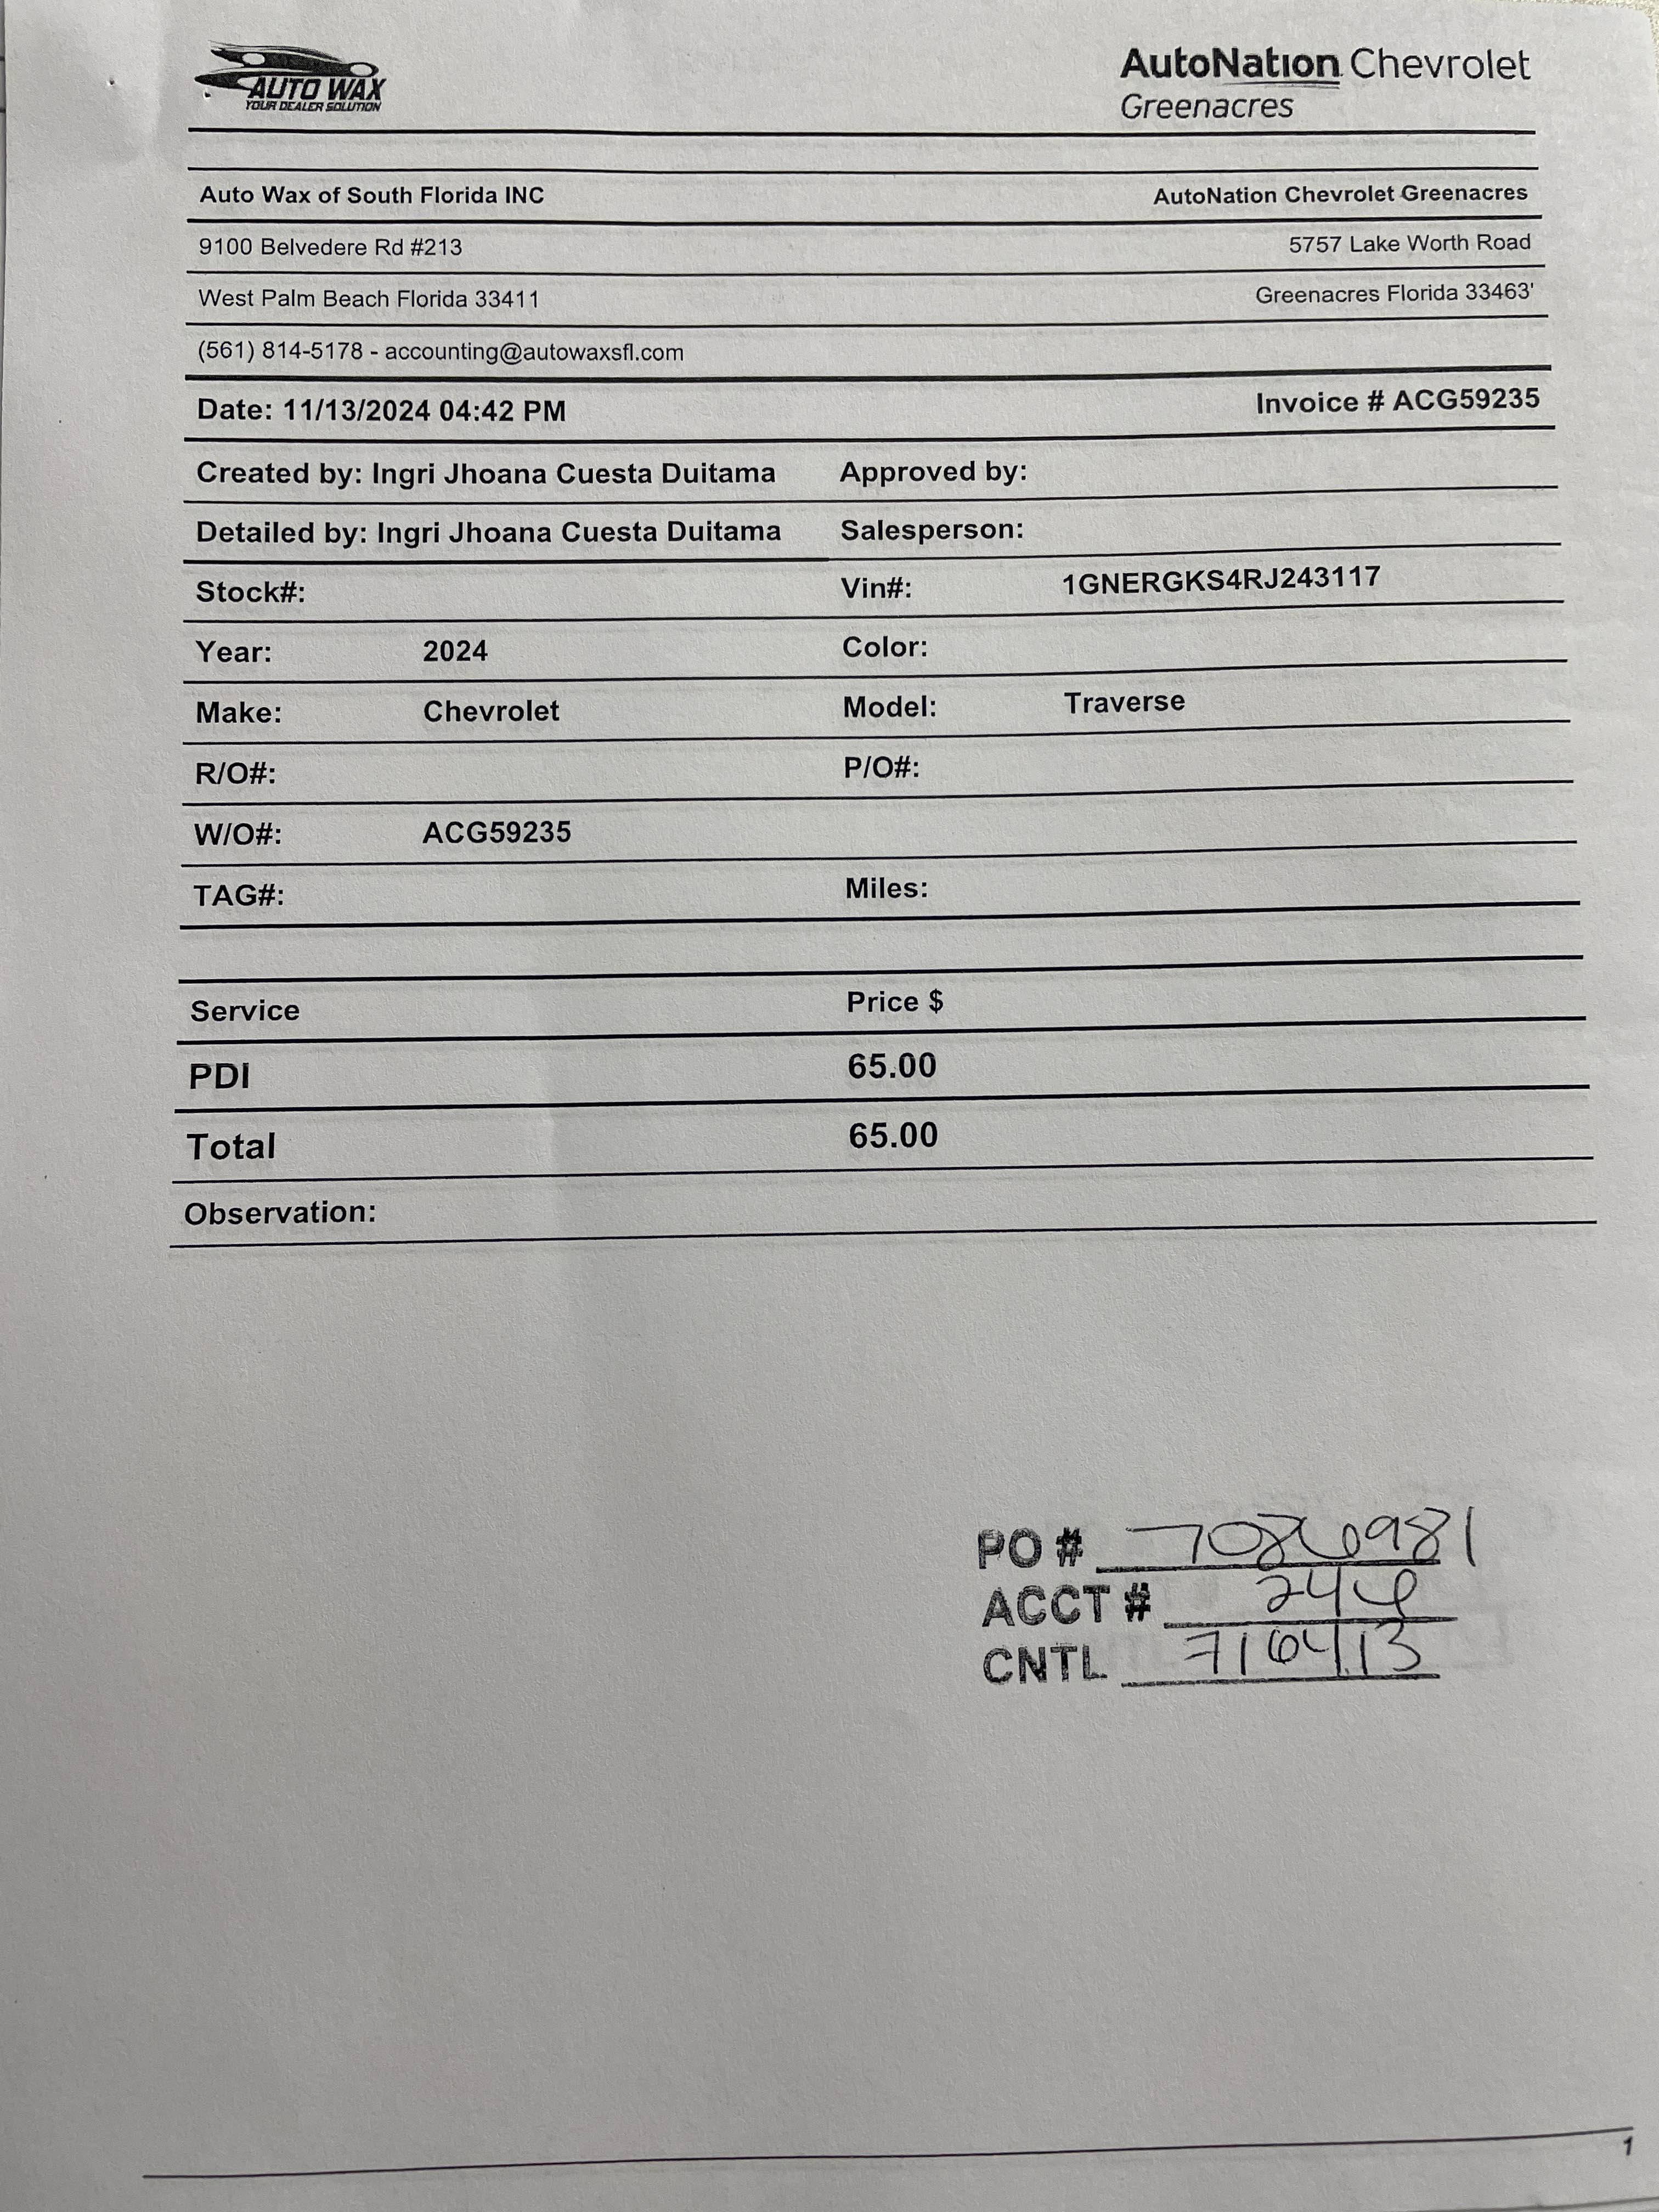 AUTO WAX
YOUR DEALER SOLUTION
AutoNation Chevrolet
Greenacres
Auto Wax of South Florida INC AutoNation Chevrolet Greenacres
9100 Belvedere Rd #213 5757 Lake Worth Road
West Palm Beach Florida 33411 Greenacres Florida 33463'
(561) 814-5178 - accounting@autowaxsfl.com
Date: 11/13/2024 04:42 PM Invoice # ACG59235
Created by: Ingri Jhoana Cuesta Duitama Approved by:
Detailed by: Ingri Jhoana Cuesta Duitama Salesperson:
Stock#: Vin#: 1GNERGKS4RJ243117
Year: 2024 Color:
Make: Chevrolet Model: Traverse
R/O#: P/O#:
W/O#: ACG59235
TAG#: Miles:
Service Price $
PDI 65.00
Total 65.00
Observation:
PO # 7086981
ACCT # 246
CNTL 716413
1